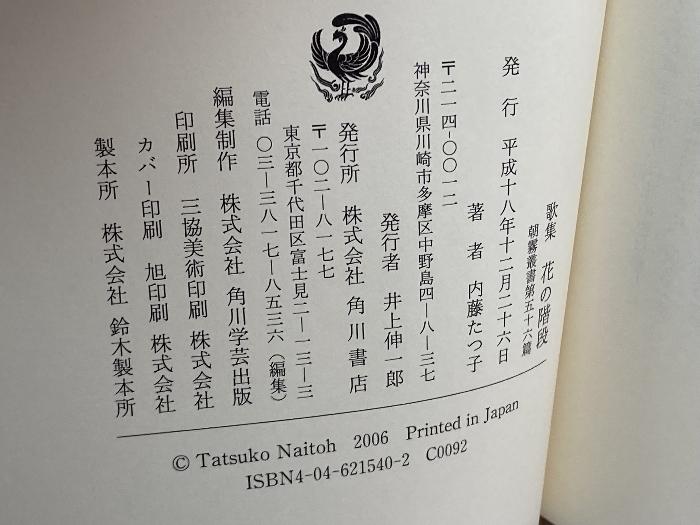 歌集 花の階段
朝霧叢書第五十六篇
発行 平成十八年十二月二十六日
著者 内藤たつ子
〒二一四-〇〇一二
神奈川県川崎市多摩区中野島四-八-三七
発行者 井上伸一郎
発行所 株式会社 角川書店
〒一〇二-八一七七
東京都千代田区富士見二-一三-三
電話 〇三-三八一七-八五三六（編集）
編集制作 株式会社 角川学芸出版
印刷所 三協美術印刷 株式会社
カバー印刷 旭印刷 株式会社
製本所 株式会社 鈴木製本所
© Tatsuko Naitoh 2006 Printed in Japan
ISBN4-04-621540-2 C0092